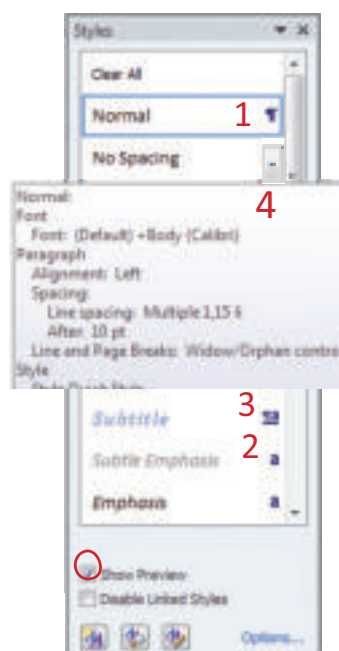 Styles
Clear All
Normal 1 ¶
No Spacing
4
Normal:
Font
Font: (Default) +Body (Calibri)
Paragraph
Alignment: Left
Spacing
Line spacing: Multiple 1,15 li
After: 10 pt
Line and Page Breaks: Widow/Orphan control
Style
Subtitle 3 ¶a
Subtle Emphasis 2 a
Emphasis a
Show Preview
Disable Linked Styles
Options...